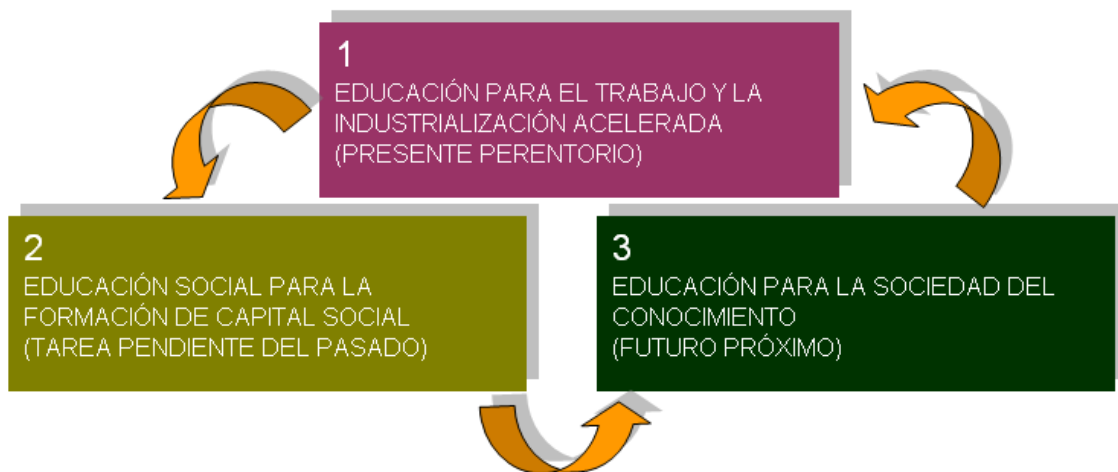 1
EDUCACIÓN PARA EL TRABAJO Y LA
INDUSTRIALIZACIÓN ACELERADA
(PRESENTE PERENTORIO)
2
EDUCACIÓN SOCIAL PARA LA
FORMACIÓN DE CAPITAL SOCIAL
(TAREA PENDIENTE DEL PASADO)
3
EDUCACIÓN PARA LA SOCIEDAD DEL
CONOCIMIENTO
(FUTURO PRÓXIMO)